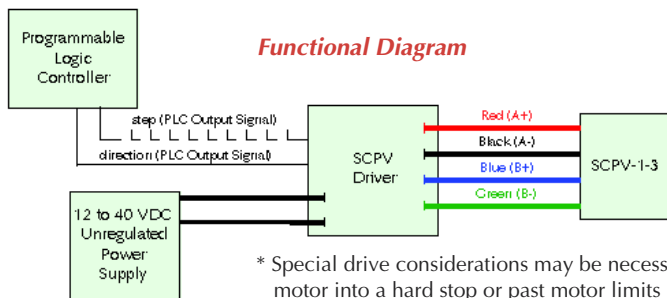 Functional Diagram
Programmable
Logic
Controller
step (PLC Output Signal)
direction (PLC Output Signal)
SCPV
Driver
Red (A+)
Black (A-)
Blue (B+)
Green (B-)
SCPV-1-3
12 to 40 VDC
Unregulated
Power
Supply
* Special drive considerations may be necess
motor into a hard stop or past motor limits